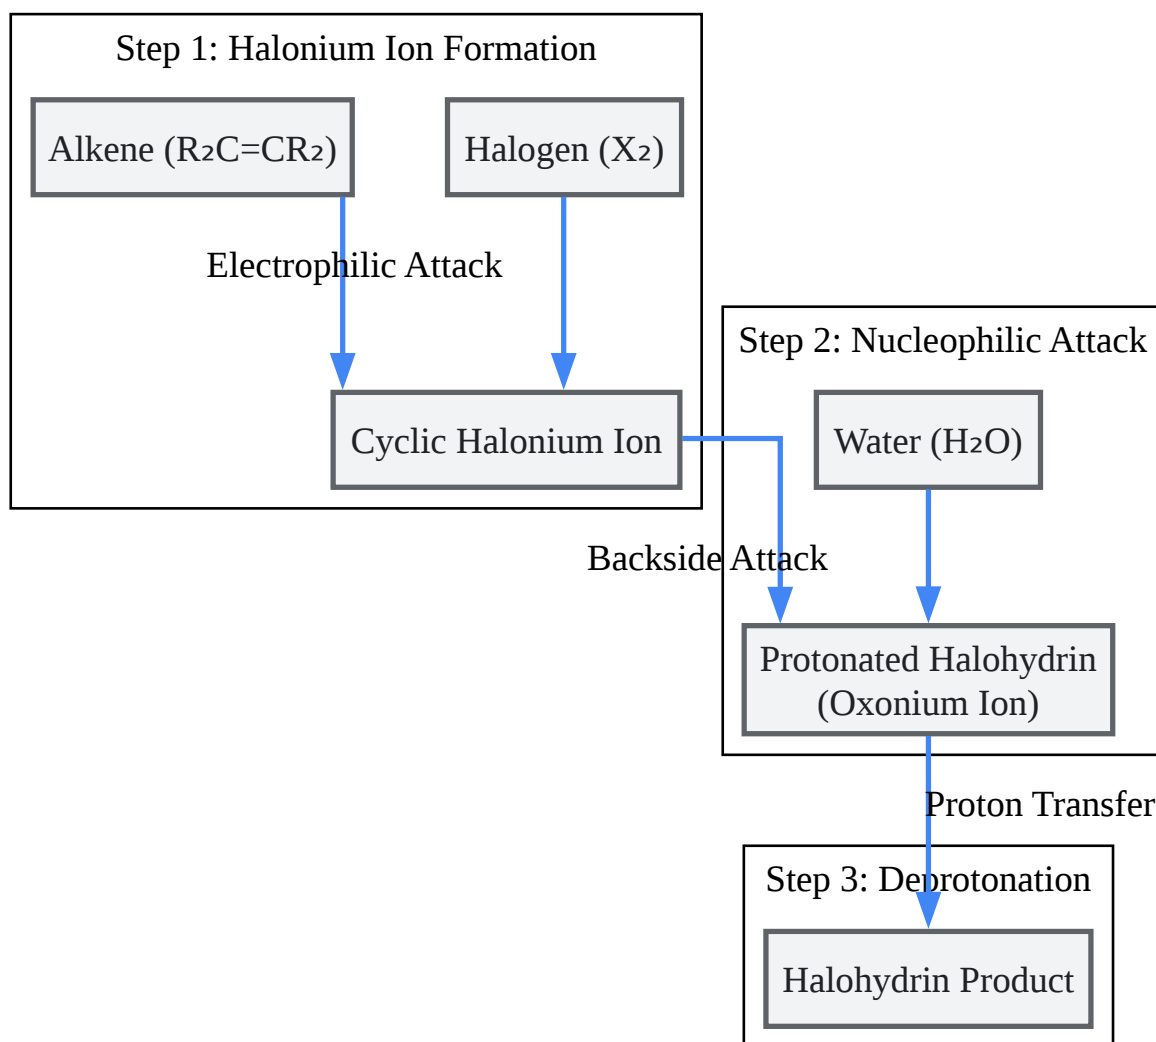 Step 1: Halonium Ion Formation
Alkene (R₂C=CR₂)
Halogen (X₂)
Electrophilic Attack
Cyclic Halonium Ion
Step 2: Nucleophilic Attack
Water (H₂O)
Backside Attack
Protonated Halohydrin
(Oxonium Ion)
Proton Transfer
Step 3: Deprotonation
Halohydrin Product